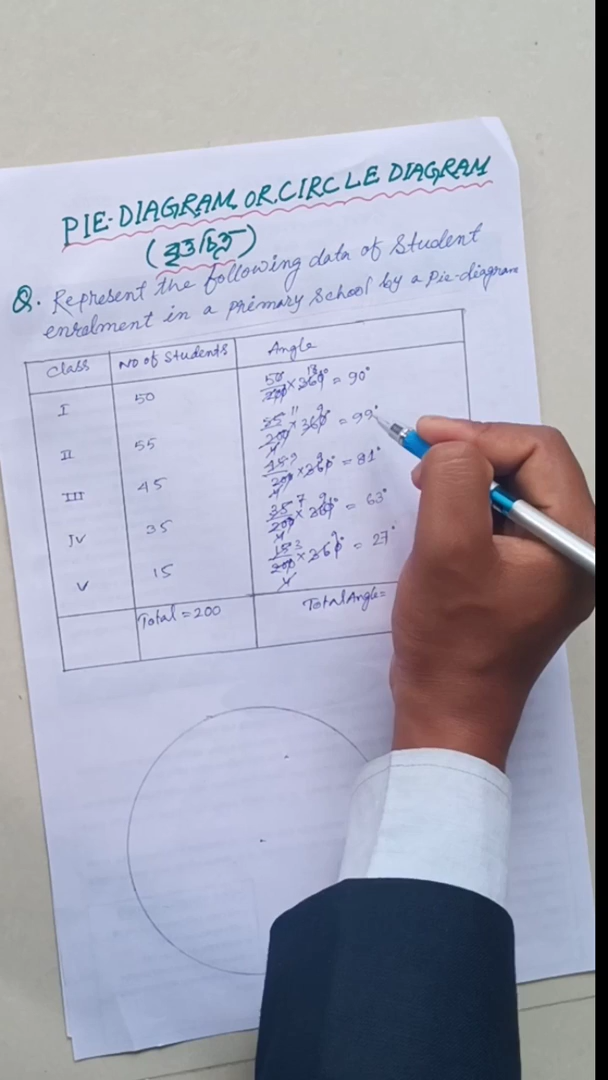 PIE-DIAGRAM OR CIRCLE DIAGRAM
(বৃত্তচিত্ৰ)
Q. Represent the following data of Student
enralment in a primary School by a Pie-diagram
Class No of Students Angle
I 50 50/200 × 360° = 90°
II 55 55/200 × 360° = 99°
III 45 45/200 × 360° = 81°
IV 35 35/200 × 360° = 63°
V 15 15/200 × 360° = 27°
Total = 200 Total Angle =